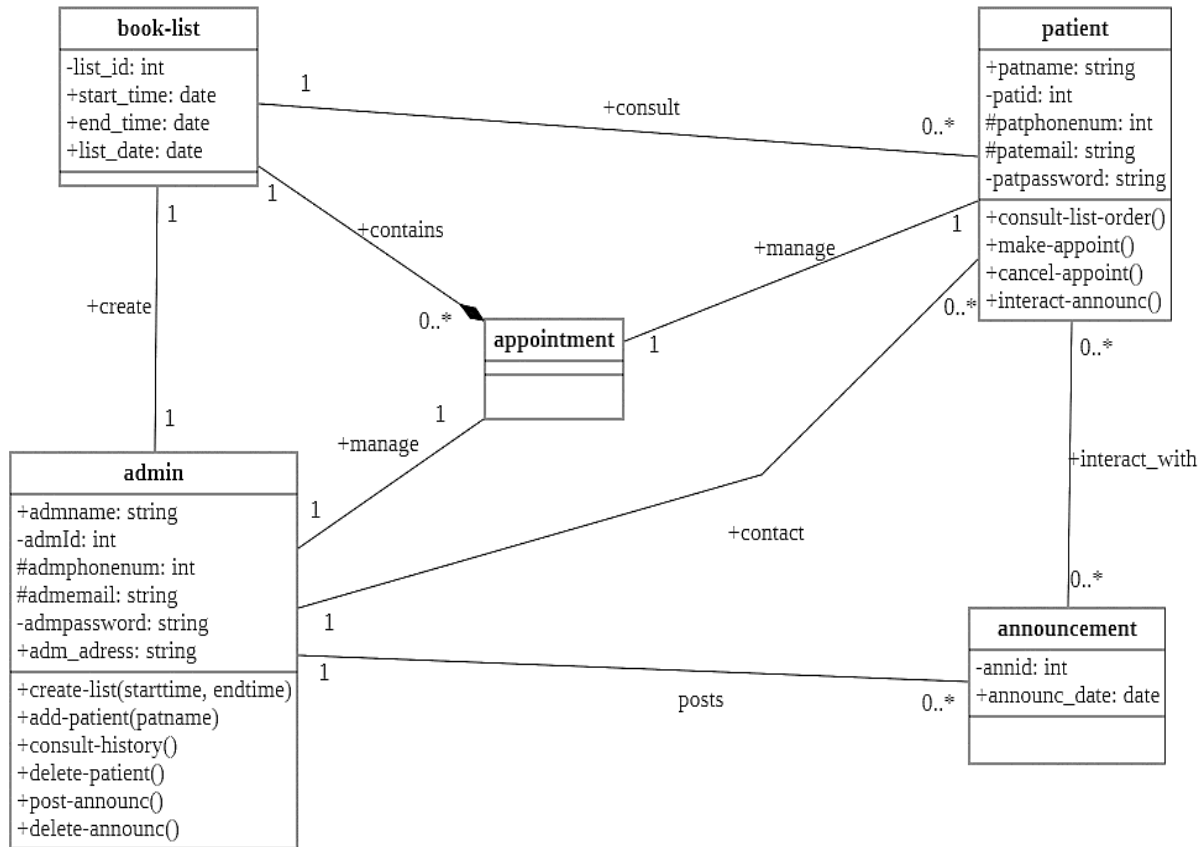 book-list
-list_id: int
+start_time: date
+end_time: date
+list_date: date
patient
+patname: string
-patid: int
#patphonenum: int
#patemail: string
-patpassword: string
+consult-list-order()
+make-appoint()
+cancel-appoint()
+interact-announc()
1
+consult
0..*
1
1
+contains
0..*
+manage
1
1
0..*
+create
1
appointment
1
+manage
1
0..*
+interact_with
0..*
admin
+admname: string
-admId: int
#admphonenum: int
#admemail: string
-admpassword: string
+adm_adress: string
+create-list(starttime, endtime)
+add-patient(patname)
+consult-history()
+delete-patient()
+post-announc()
+delete-announc()
+contact
1
1
posts
0..*
announcement
-annid: int
+announc_date: date